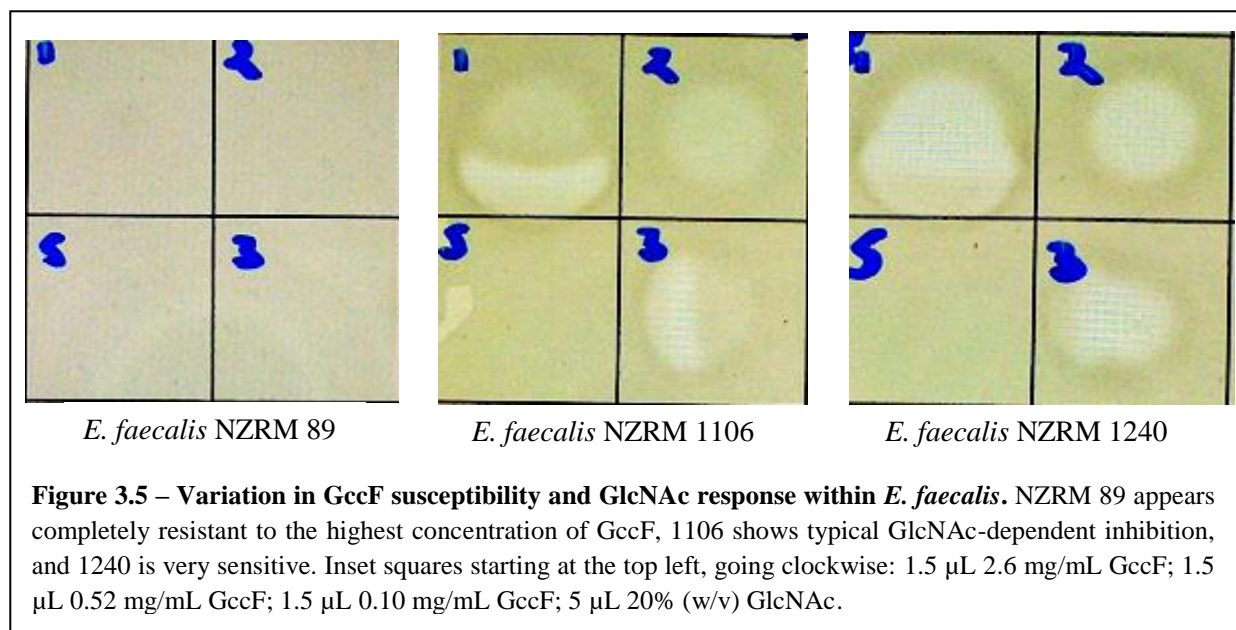 1 2 1 2 1 2
5 3 5 3 5 3
E. faecalis NZRM 89 E. faecalis NZRM 1106 E. faecalis NZRM 1240
Figure 3.5 – Variation in GccF susceptibility and GlcNAc response within E. faecalis. NZRM 89 appears
completely resistant to the highest concentration of GccF, 1106 shows typical GlcNAc-dependent inhibition,
and 1240 is very sensitive. Inset squares starting at the top left, going clockwise: 1.5 µL 2.6 mg/mL GccF; 1.5
µL 0.52 mg/mL GccF; 1.5 µL 0.10 mg/mL GccF; 5 µL 20% (w/v) GlcNAc.